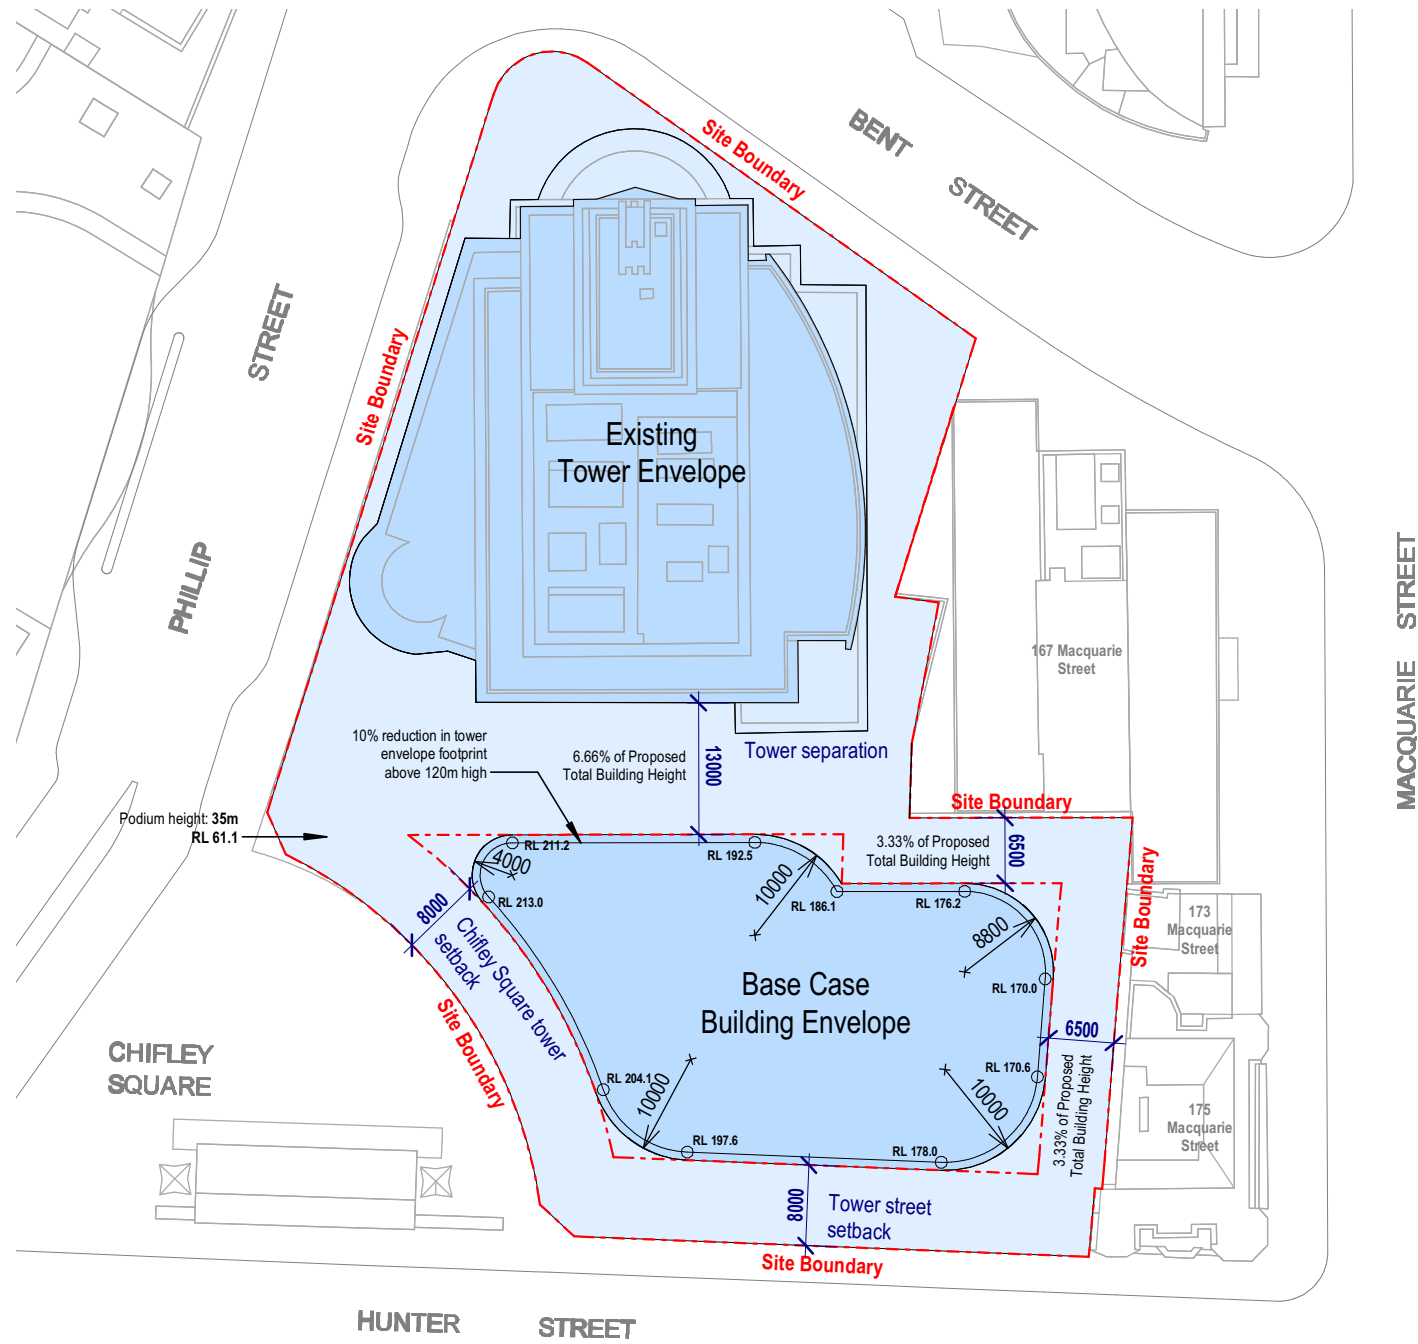 BENT
STREET
Site Boundary
STREET
PHILLIP
Site Boundary
Existing
Tower Envelope
MACQUARIE STREET
167 Macquarie
Street
10% reduction in tower
envelope footprint
above 120m high
6.66% of Proposed
Total Building Height
13000
Tower separation
Podium height: 35m
RL 61.1
Site Boundary
3.33% of Proposed
Total Building Height
6500
RL 211.2
RL 192.5
4000
10000
RL 186.1
RL 176.2
RL 213.0
8000
Chifley Square tower
setback
8800
Site Boundary
173
Macquarie
Street
RL 170.0
Base Case
Building Envelope
6500
Site Boundary
CHIFLEY
SQUARE
RL 204.1
10000
RL 170.6
10000
3.33% of Proposed
Total Building Height
175
Macquarie
Street
RL 197.6
RL 178.0
8000
Tower street
setback
Site Boundary
HUNTER STREET